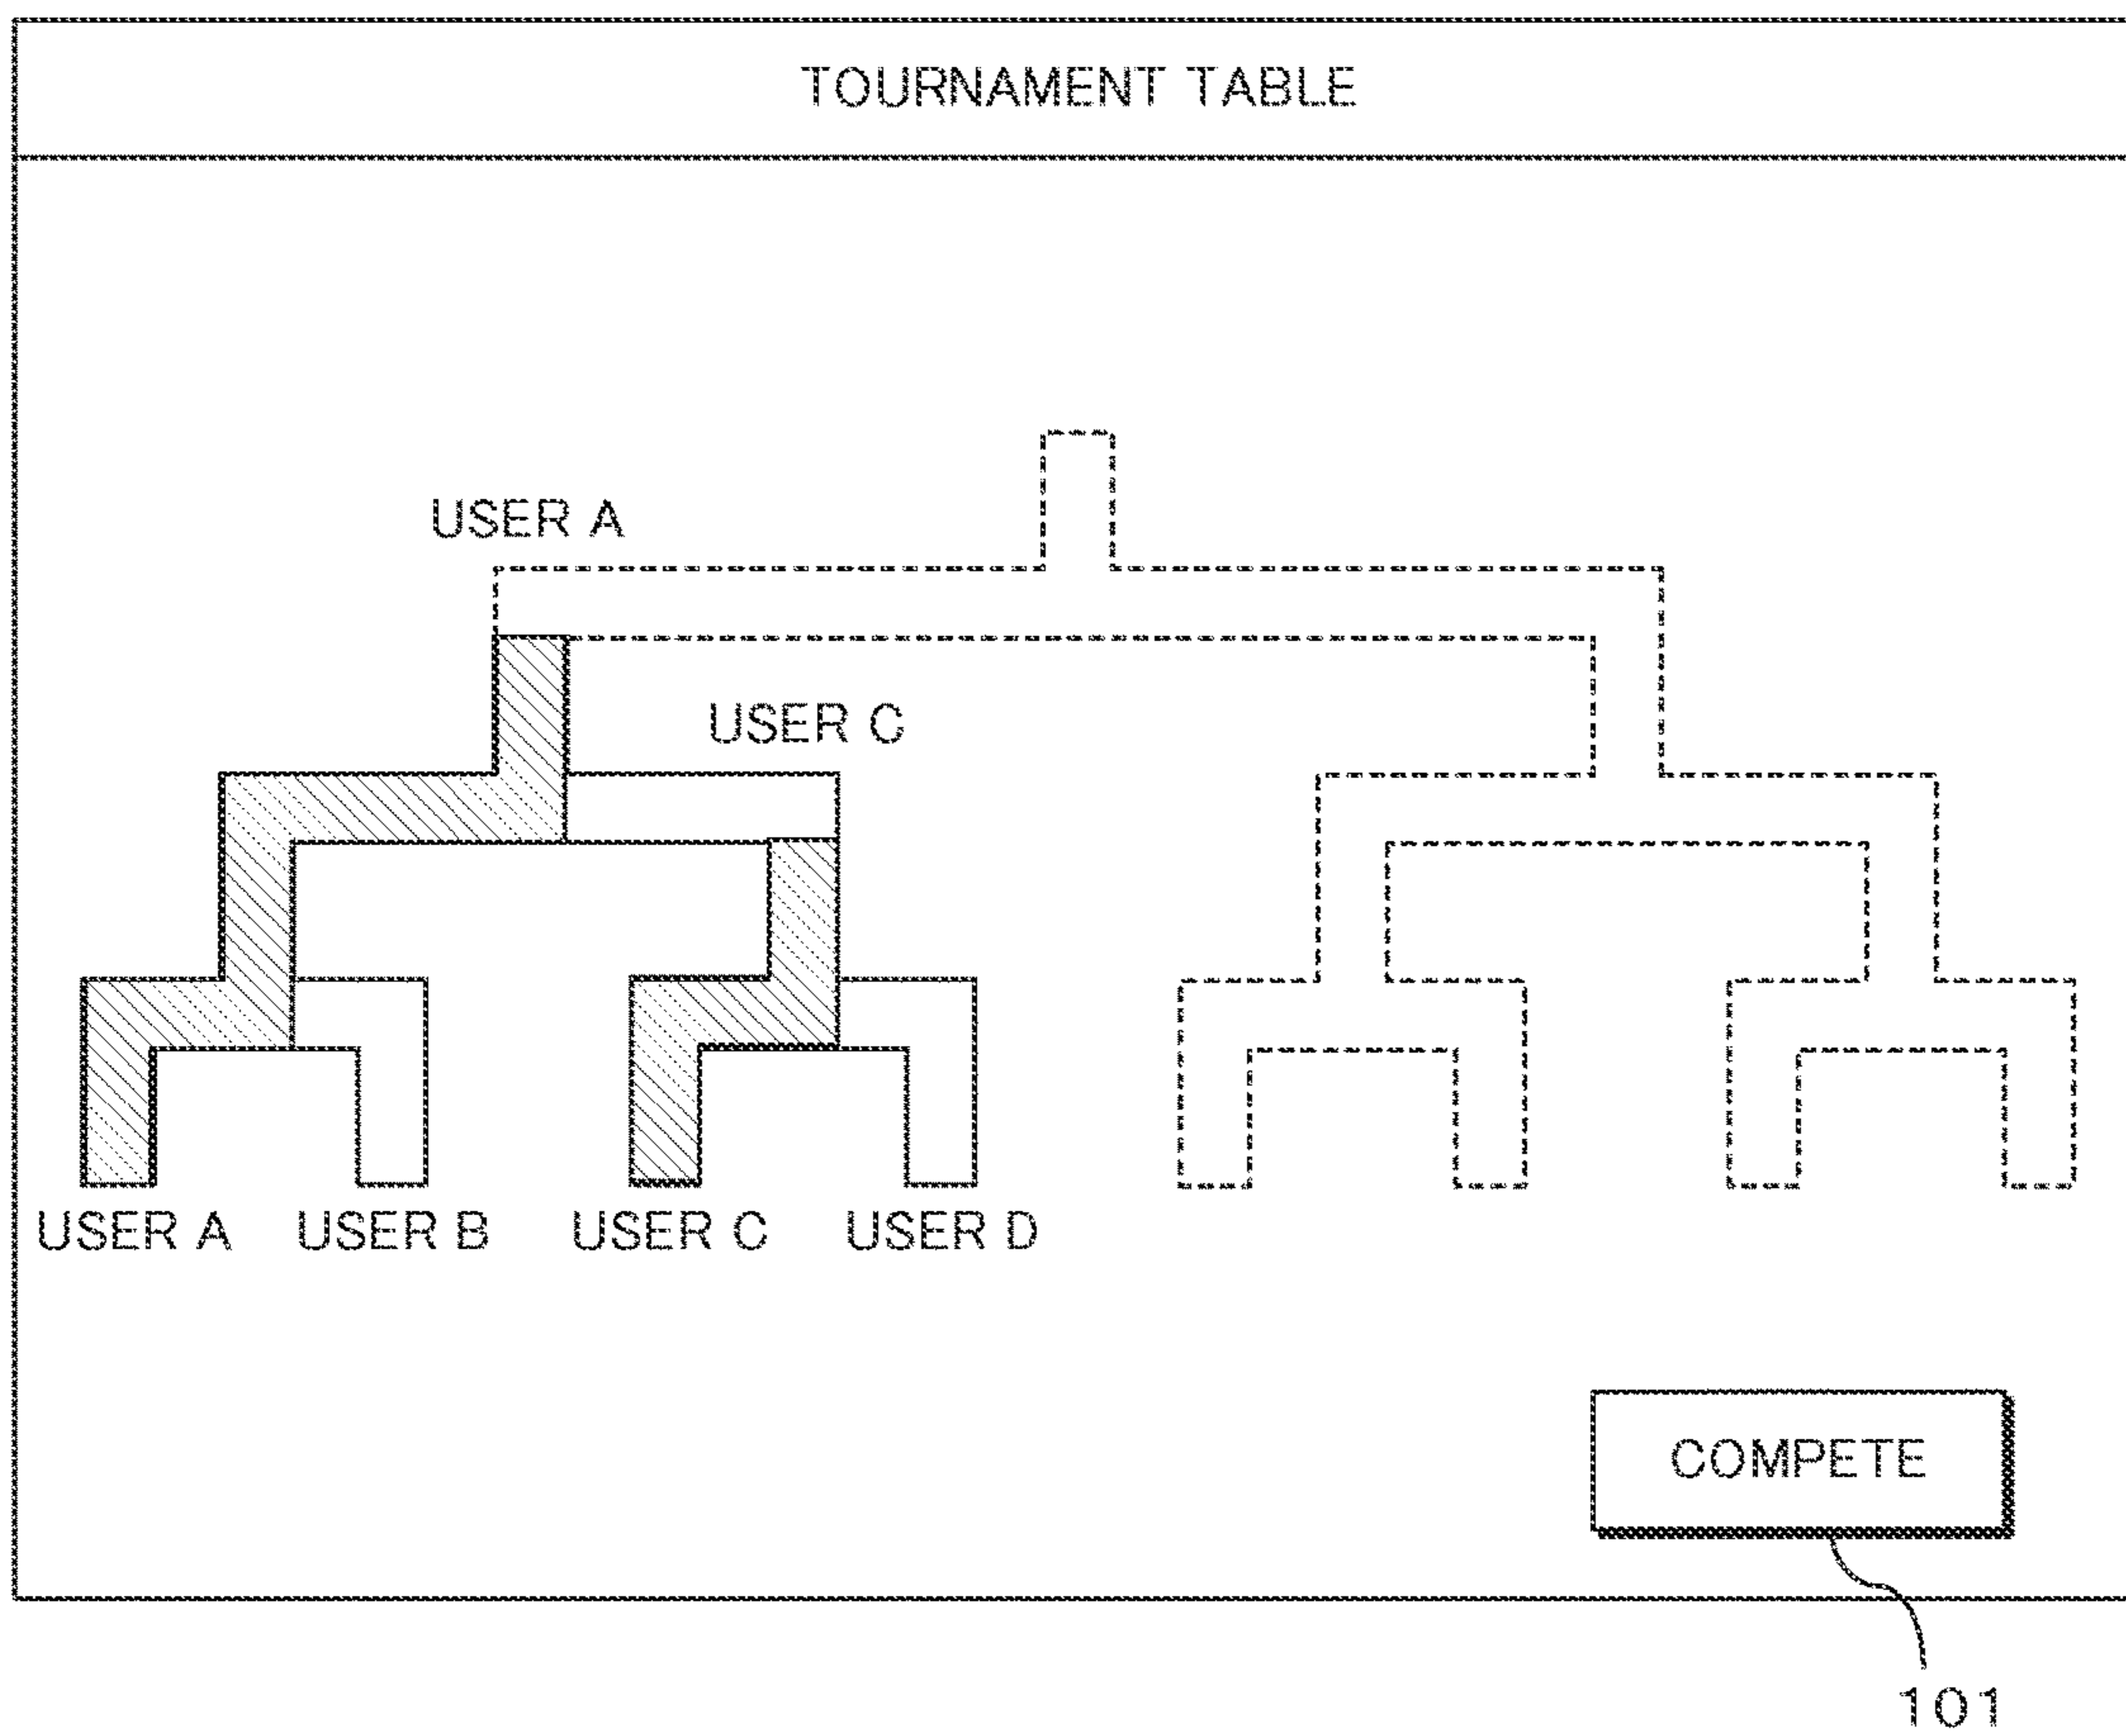 TOURNAMENT TABLE
USER A
USER C
USER A
USER B
USER C
USER D
COMPETE
101